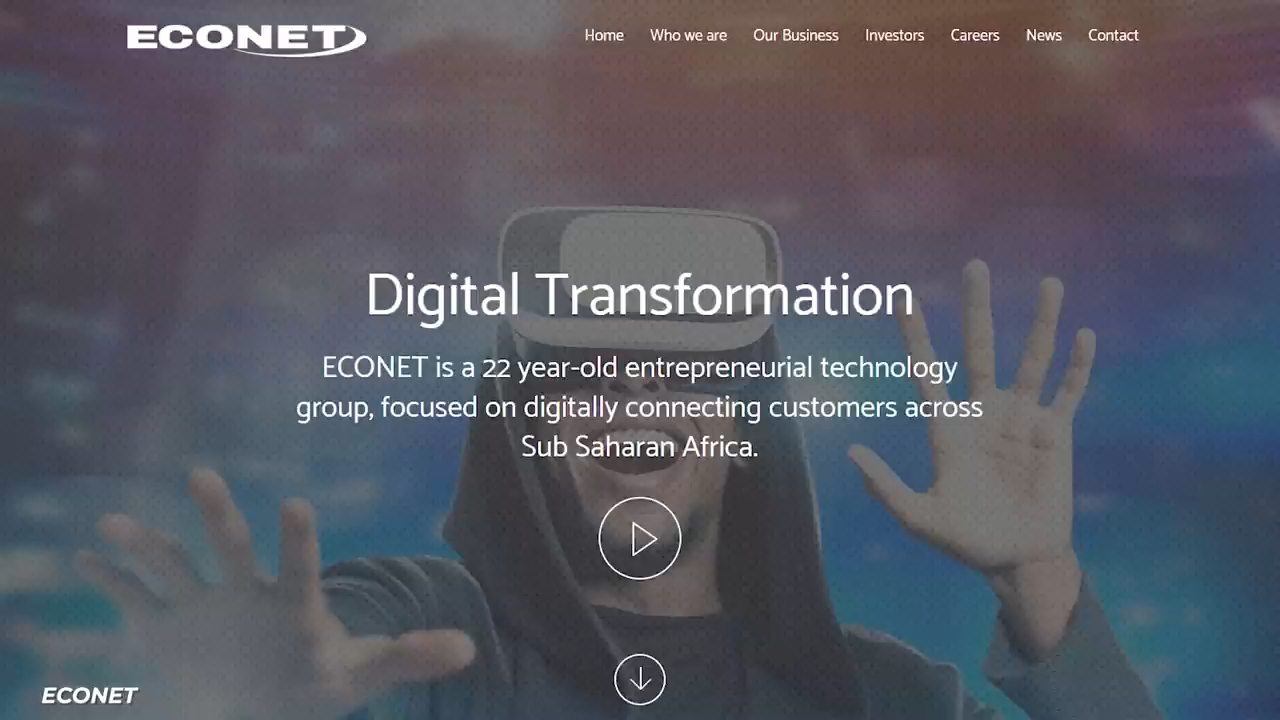 ECONET
Home Who we are Our Business Investors Careers News Contact
Digital Transformation
ECONET is a 22 year-old entrepreneurial technology
group, focused on digitally connecting customers across
Sub Saharan Africa.
ECONET